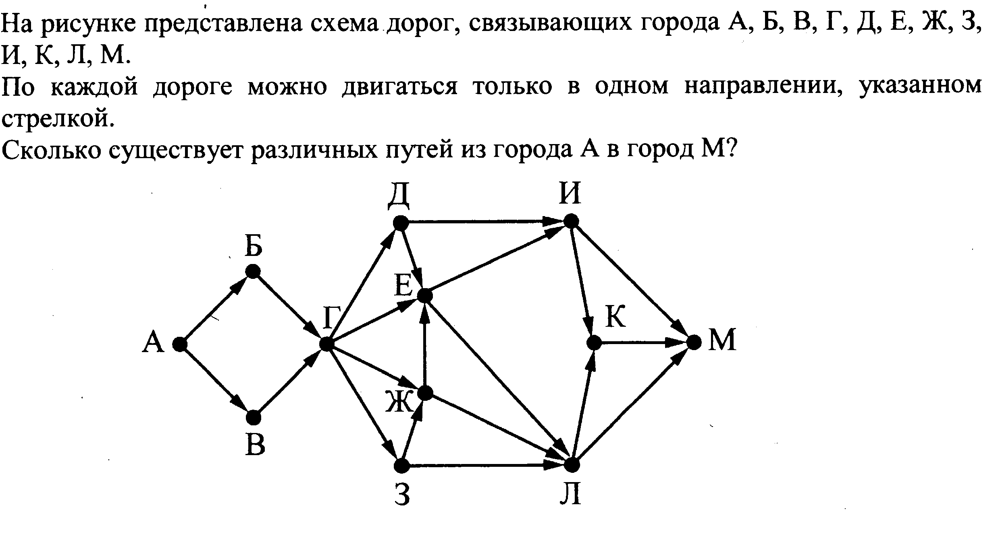 На рисунке представлена схема дорог, связывающих города А, Б, В, Г, Д, Е, Ж, З,
И, К, Л, М.
По каждой дороге можно двигаться только в одном направлении, указанном
стрелкой.
Сколько существует различных путей из города А в город М?
Д И
Б
Е
Г К
А М
Ж
В
З Л